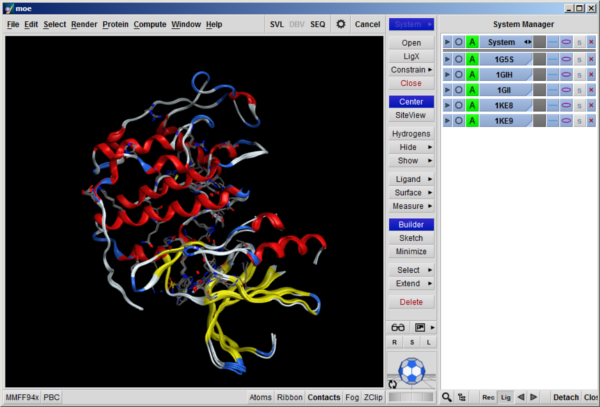 moe
File Edit Select Render Protein Compute Window Help
SVL DBV SEQ Cancel
System
Open
LigX
Constrain
Close
Center
SiteView
Hydrogens
Hide
Show
Ligand
Surface
Measure
Builder
Sketch
Minimize
Select
Extend
Delete
R S L
System Manager
A System s
A 1G5S s
A 1GIH s
A 1GII s
A 1KE8 s
A 1KE9 s
MMFF94x PBC Atoms Ribbon Contacts Fog ZClip
Rec Lig Detach Clo